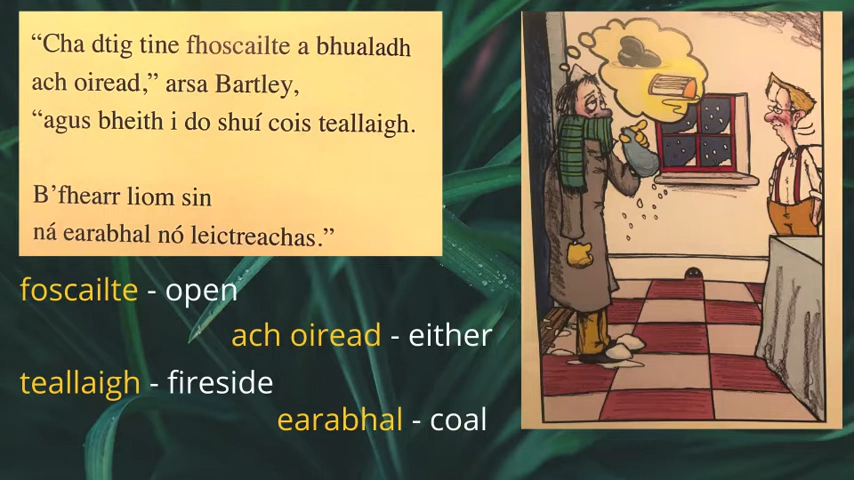 “Cha dtig tine fhoscailte a bhualadh
ach oiread,” arsa Bartley,
“agus bheith i do shuí cois teallaigh.
B’fhearr liom sin
ná earabhal nó leictreachas.”
foscailte - open
ach oiread - either
teallaigh - fireside
earabhal - coal